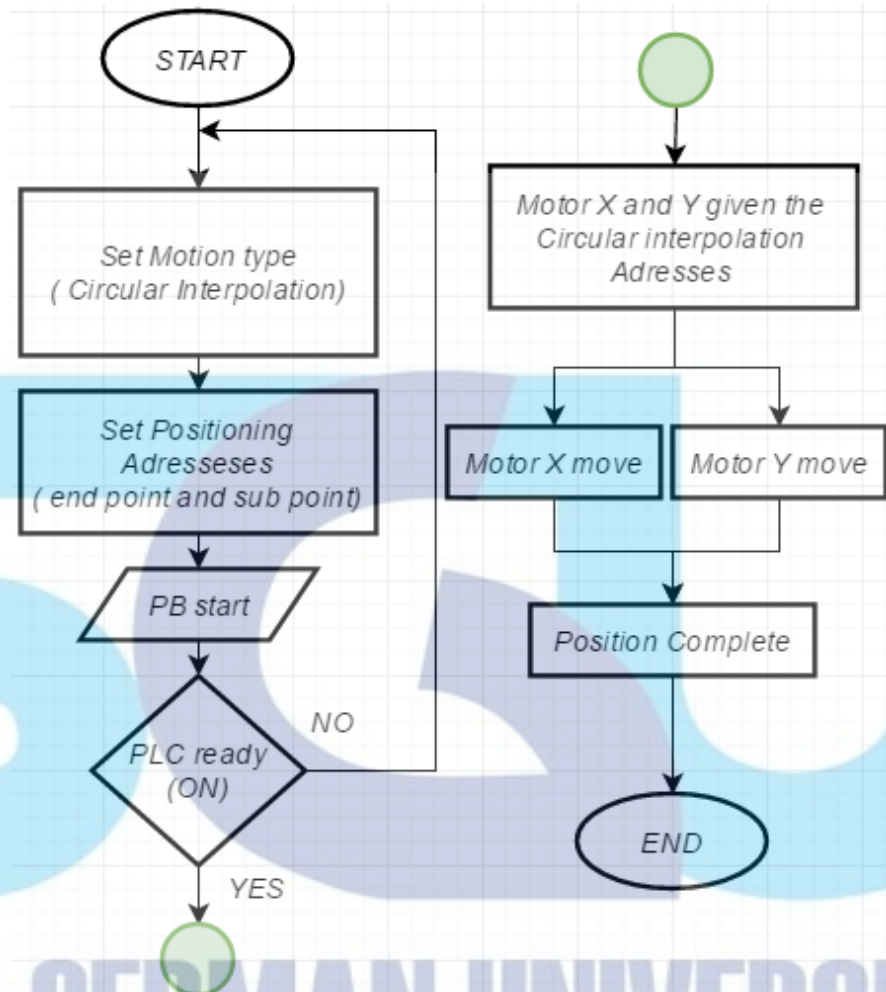 START
Set Motion type
( Circular Interpolation)
Set Positioning
Adresseses
( end point and sub point)
PB start
PLC ready
(ON)
NO
YES
Motor X and Y given the
Circular interpolation
Adresses
Motor X move
Motor Y move
Position Complete
END